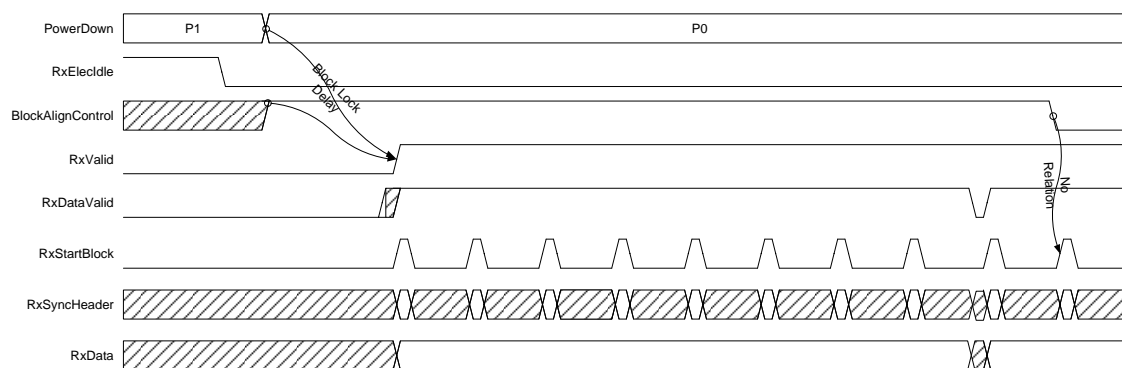 PowerDown
P1
P0
RxElecIdle
Block Lock
Delay
BlockAlignControl
RxValid
No
Relation
RxDataValid
RxStartBlock
RxSyncHeader
RxData